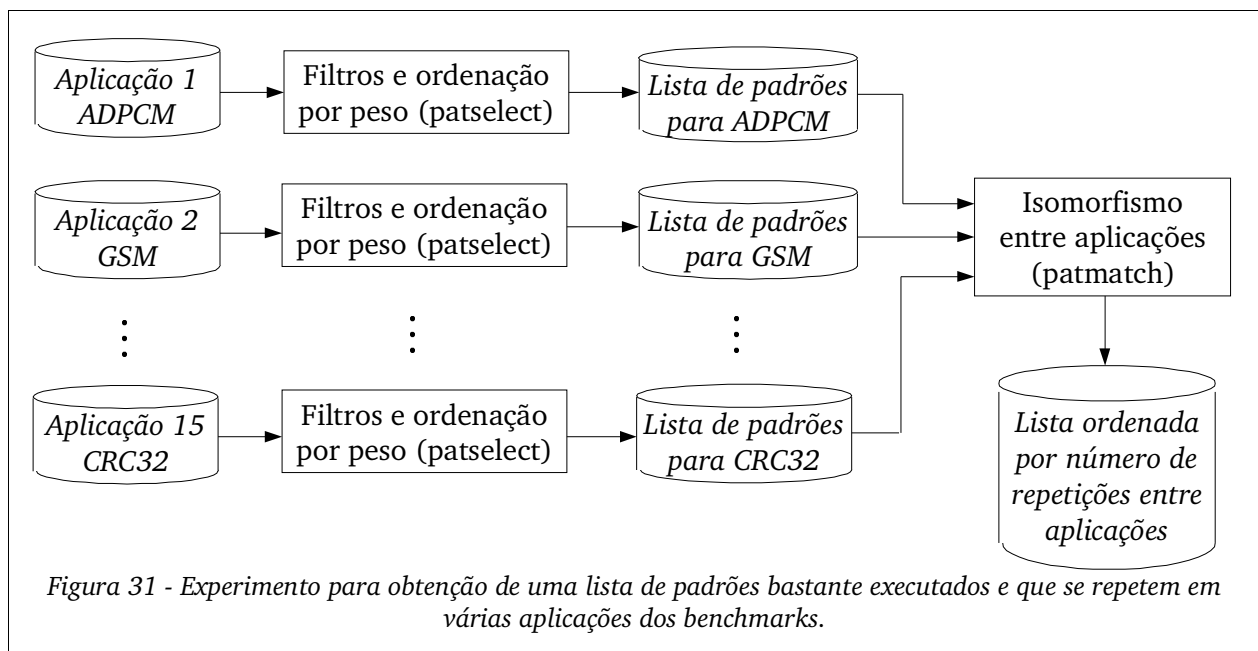 Aplicação 1
ADPCM
Filtros e ordenação
por peso (patselect)
Lista de padrões
para ADPCM
Aplicação 2
GSM
Filtros e ordenação
por peso (patselect)
Lista de padrões
para GSM
Isomorfismo
entre aplicações
(patmatch)
Aplicação 15
CRC32
Filtros e ordenação
por peso (patselect)
Lista de padrões
para CRC32
Lista ordenada
por número de
repetições entre
aplicações
Figura 31 - Experimento para obtenção de uma lista de padrões bastante executados e que se repetem em
várias aplicações dos benchmarks.